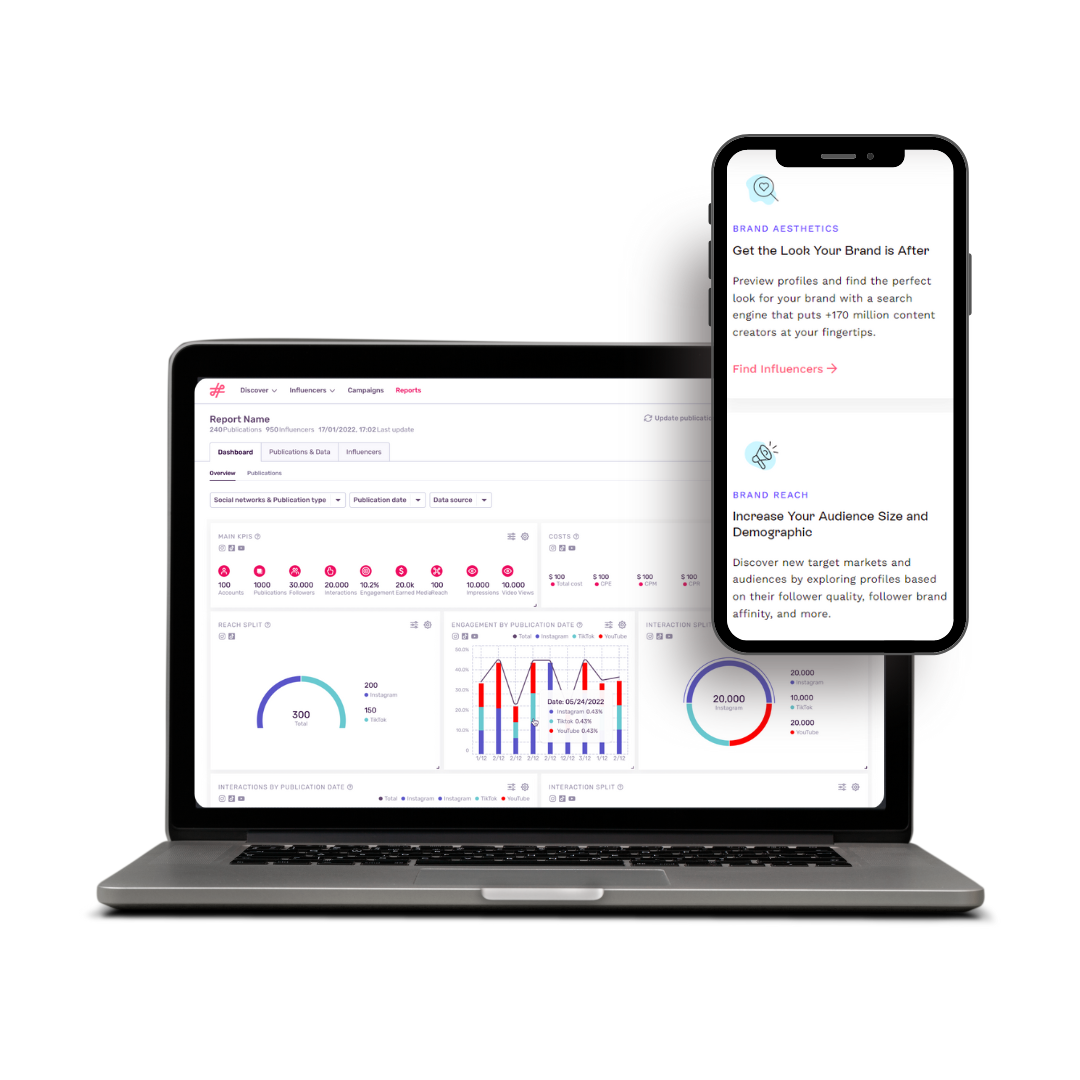 BRAND AESTHETICS
Get the Look Your Brand is After
Preview profiles and find the perfect
look for your brand with a search
engine that puts +170 million content
creators at your fingertips.
Find Influencers →
BRAND REACH
Increase Your Audience Size and
Demographic
Discover new target markets and
audiences by exploring profiles based
on their follower quality, follower brand
affinity, and more.
Discover Influencers Campaigns Reports
Report Name
240 Publications 950 Influencers 17/01/2022, 17:02 Last update
Update publicatio
Dashboard Publications & Data Influencers
Overview Publications
Social networks & Publication type Publication date Data source
MAIN KPIS
100 1000 30.000 20.000 10.2% 20.0k 100 10.000 10.000
Accounts Publications Followers Interactions Engagement Earned Media Reach Impressions Video Views
COSTS
$ 100 $ 100 $ 100 $ 100
Total cost CPE CPM CPR
REACH SPLIT
300
Total
200
Instagram
150
TikTok
ENGAGEMENT BY PUBLICATION DATE
Total Instagram TikTok YouTube
50.0%
40.0%
30.0%
20.0%
10.0%
0
1/12 2/12 2/12 2/12 2/12 12/12 3/12 1/12 2/12
Date: 05/24/2022
Instagram 0.43%
Tiktok 0.43%
YouTube 0.43%
INTERACTION SPLIT
20,000
Instagram
20.000
Instagram
10.000
TikTok
20.000
YouTube
INTERACTIONS BY PUBLICATION DATE
Total Instagram Instagram TikTok YouTube
INTERACTION SPLIT